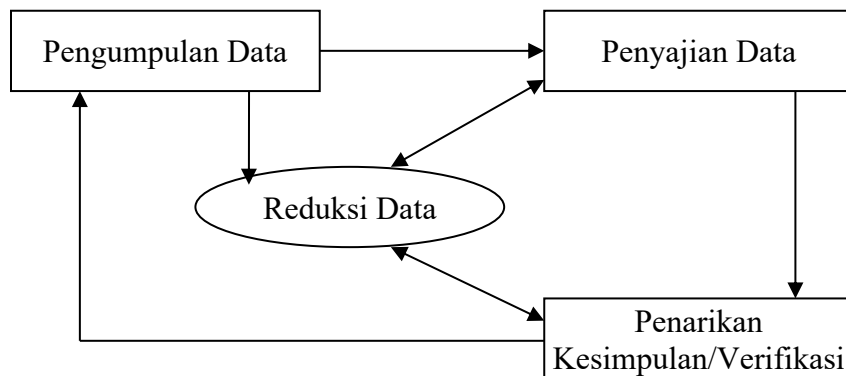 Pengumpulan Data
Penyajian Data
Reduksi Data
Penarikan
Kesimpulan/Verifikasi